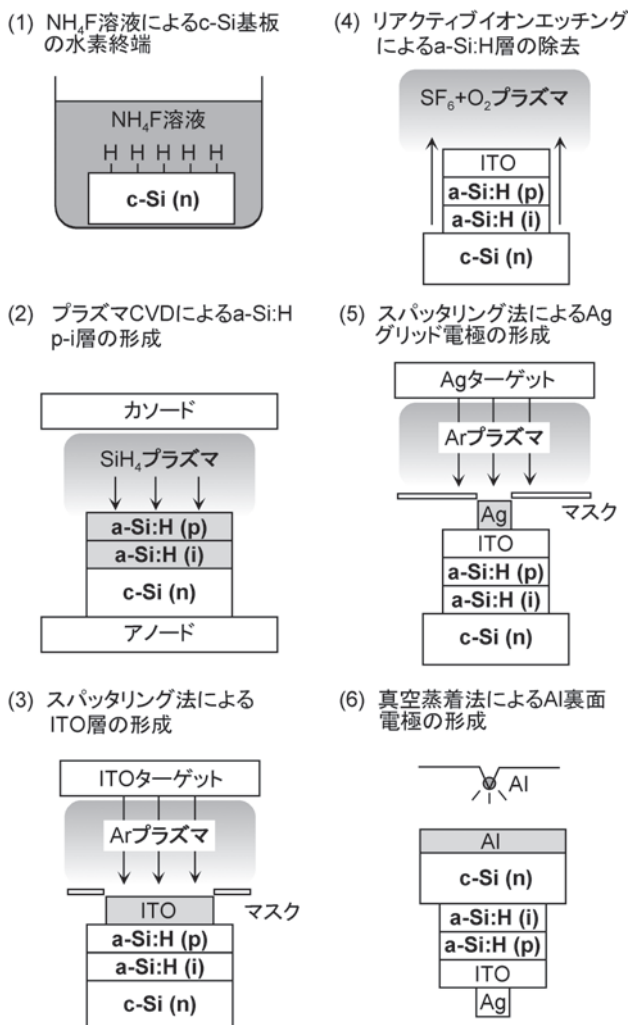 (1) NH₄F溶液によるc-Si基板
の水素終端
NH₄F溶液
H H H H H
c-Si (n)
(2) プラズマCVDによるa-Si:H
p-i層の形成
カソード
SiH₄プラズマ
a-Si:H (p)
a-Si:H (i)
c-Si (n)
アノード
(3) スパッタリング法による
ITO層の形成
ITOターゲット
Arプラズマ
ITO
マスク
a-Si:H (p)
a-Si:H (i)
c-Si (n)
(4) リアクティブイオンエッチング
によるa-Si:H層の除去
SF₆+O₂プラズマ
ITO
a-Si:H (p)
a-Si:H (i)
c-Si (n)
(5) スパッタリング法によるAg
グリッド電極の形成
Agターゲット
Arプラズマ
マスク
Ag
ITO
a-Si:H (p)
a-Si:H (i)
c-Si (n)
(6) 真空蒸着法によるAl裏面
電極の形成
Al
Al
c-Si (n)
a-Si:H (i)
a-Si:H (p)
ITO
Ag